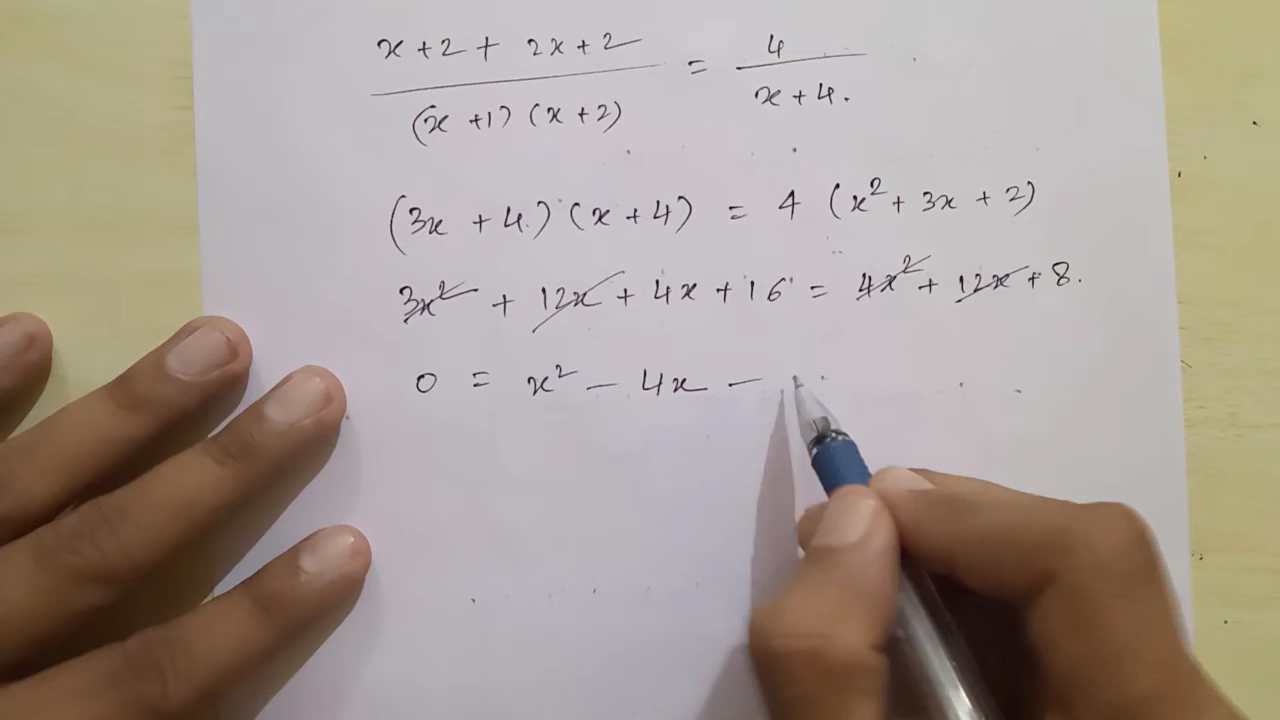 x + 2 + 2x + 2 / (x + 1) (x + 2) = 4 / x + 4.
(3x + 4) (x + 4) = 4 (x² + 3x + 2)
3x² + 12x + 4x + 16 = 4x² + 12x + 8.
0 = x² - 4x -